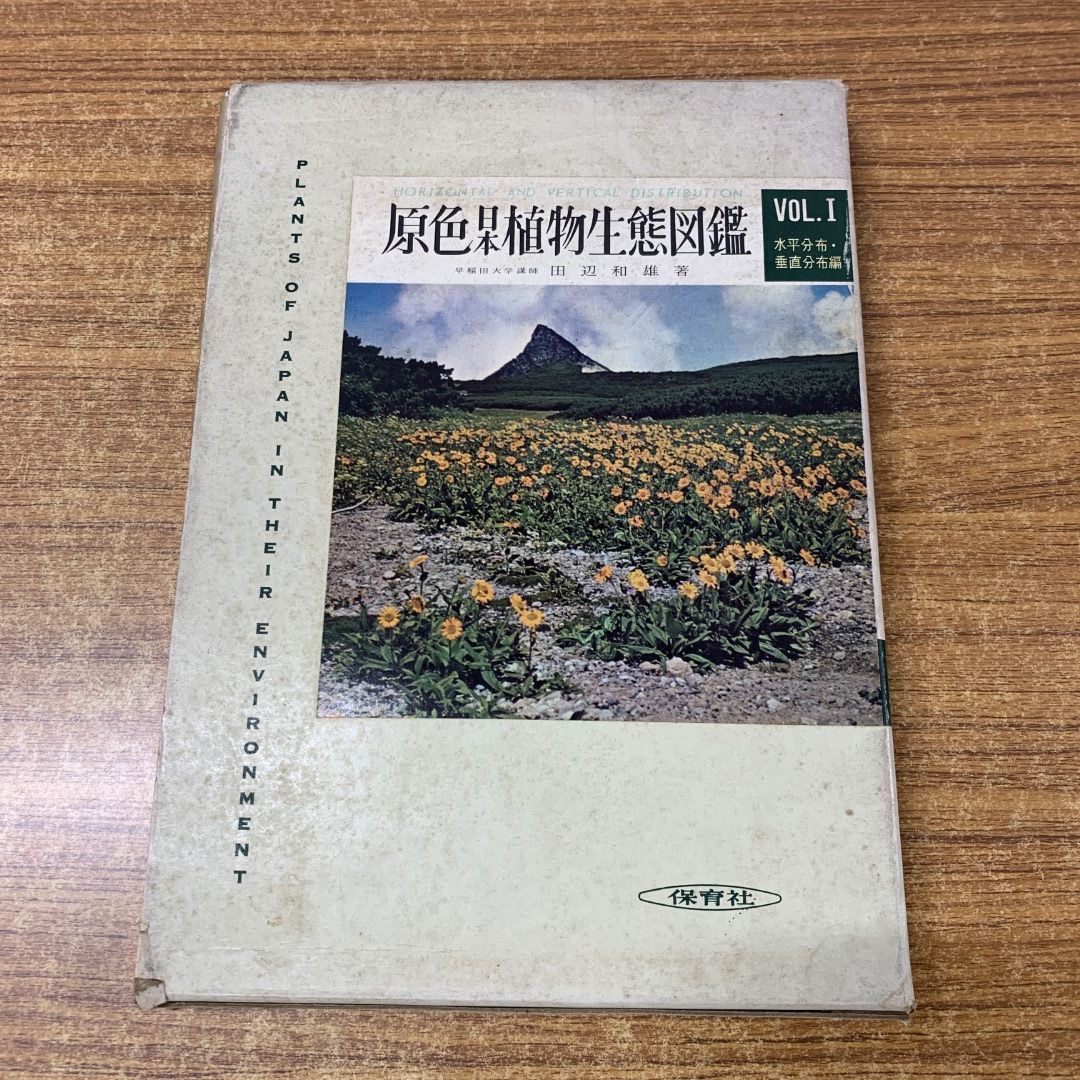 PLANTS OF JAPAN IN THEIR ENVIRONMENT
HORIZONTAL AND VERTICAL DISTRIBUTION
原色日本植物生態図鑑
早稲田大学講師 田辺和雄著
VOL.I
水平分布・
垂直分布編
保育社